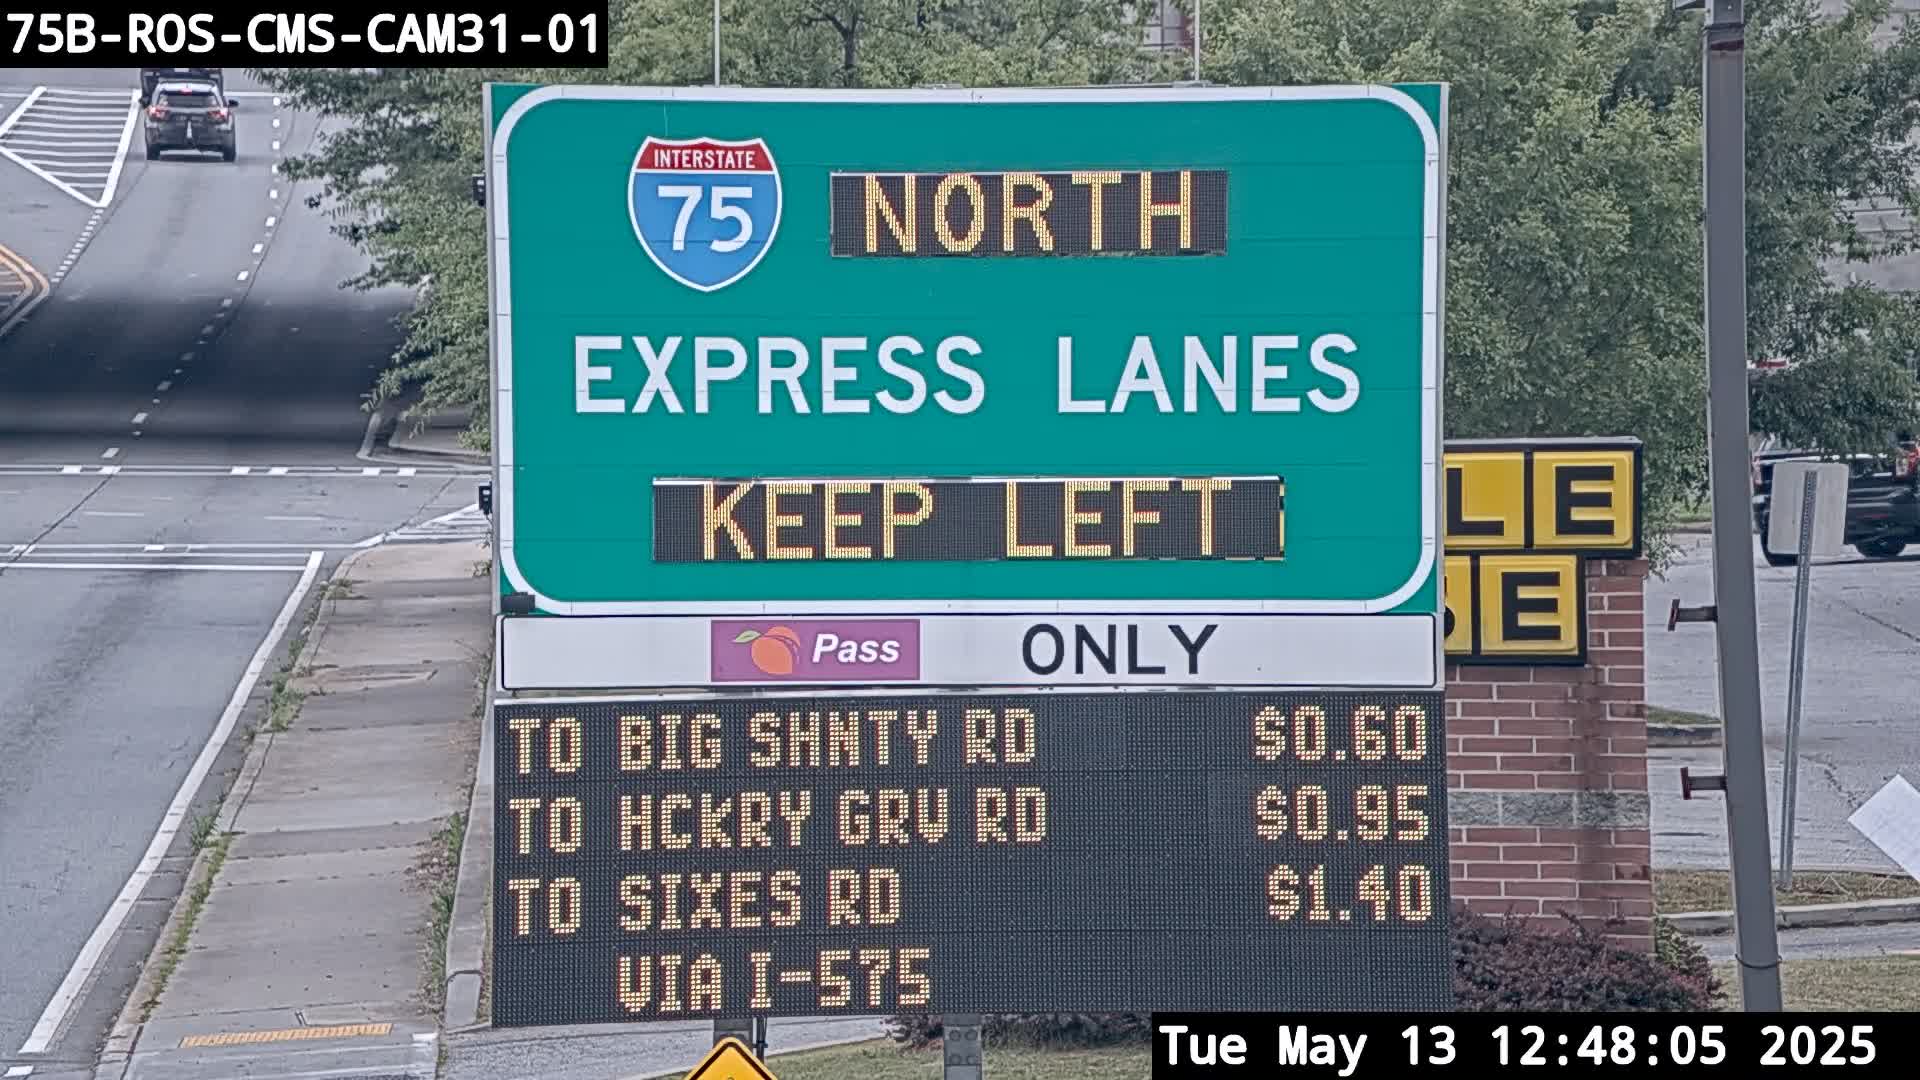 75B-ROS-CMS-CAM31-01
INTERSTATE
75
NORTH
EXPRESS LANES
KEEP LEFT
Pass ONLY
TO BIG SHNTY RD $0.60
TO HCKRY GRV RD $0.95
TO SIXES RD $1.40
VIA I-575
LE
E
Tue May 13 12:48:05 2025